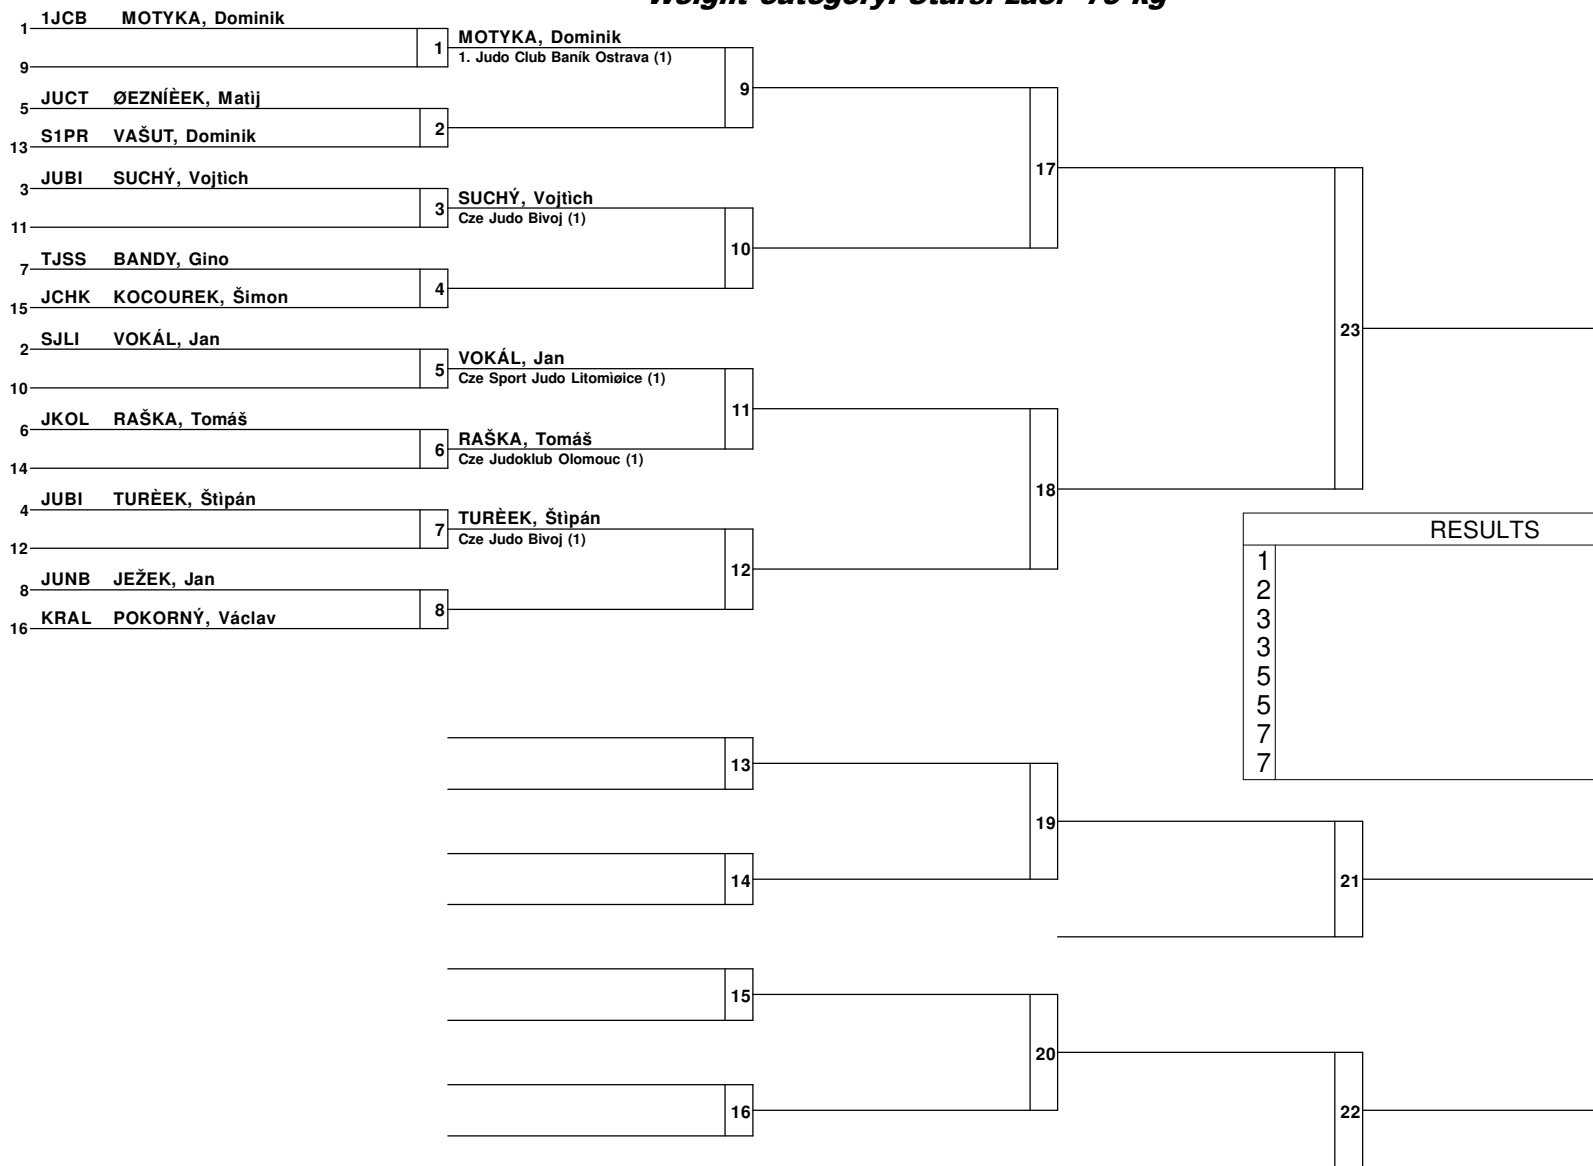 1 1JCB MOTYKA, Dominik
9
5 JUCT ØEZNÍÈEK, Matìj
13 S1PR VAŠUT, Dominik
3 JUBI SUCHÝ, Vojtìch
11
7 TJSS BANDY, Gino
15 JCHK KOCOUREK, Šimon
2 SJLI VOKÁL, Jan
10
6 JKOL RAŠKA, Tomáš
14
4 JUBI TURÈEK, Štìpán
12
8 JUNB JEŽEK, Jan
16 KRAL POKORNÝ, Václav
1 MOTYKA, Dominik
1. Judo Club Baník Ostrava (1)
2
3 SUCHÝ, Vojtìch
Cze Judo Bivoj (1)
4
5 VOKÁL, Jan
Cze Sport Judo Litomìøice (1)
6 RAŠKA, Tomáš
Cze Judoklub Olomouc (1)
7 TURÈEK, Štìpán
Cze Judo Bivoj (1)
8
9
10
11
12
17
18
23
RESULTS
1
2
3
3
5
5
7
7
13
14
15
16
19
20
21
22